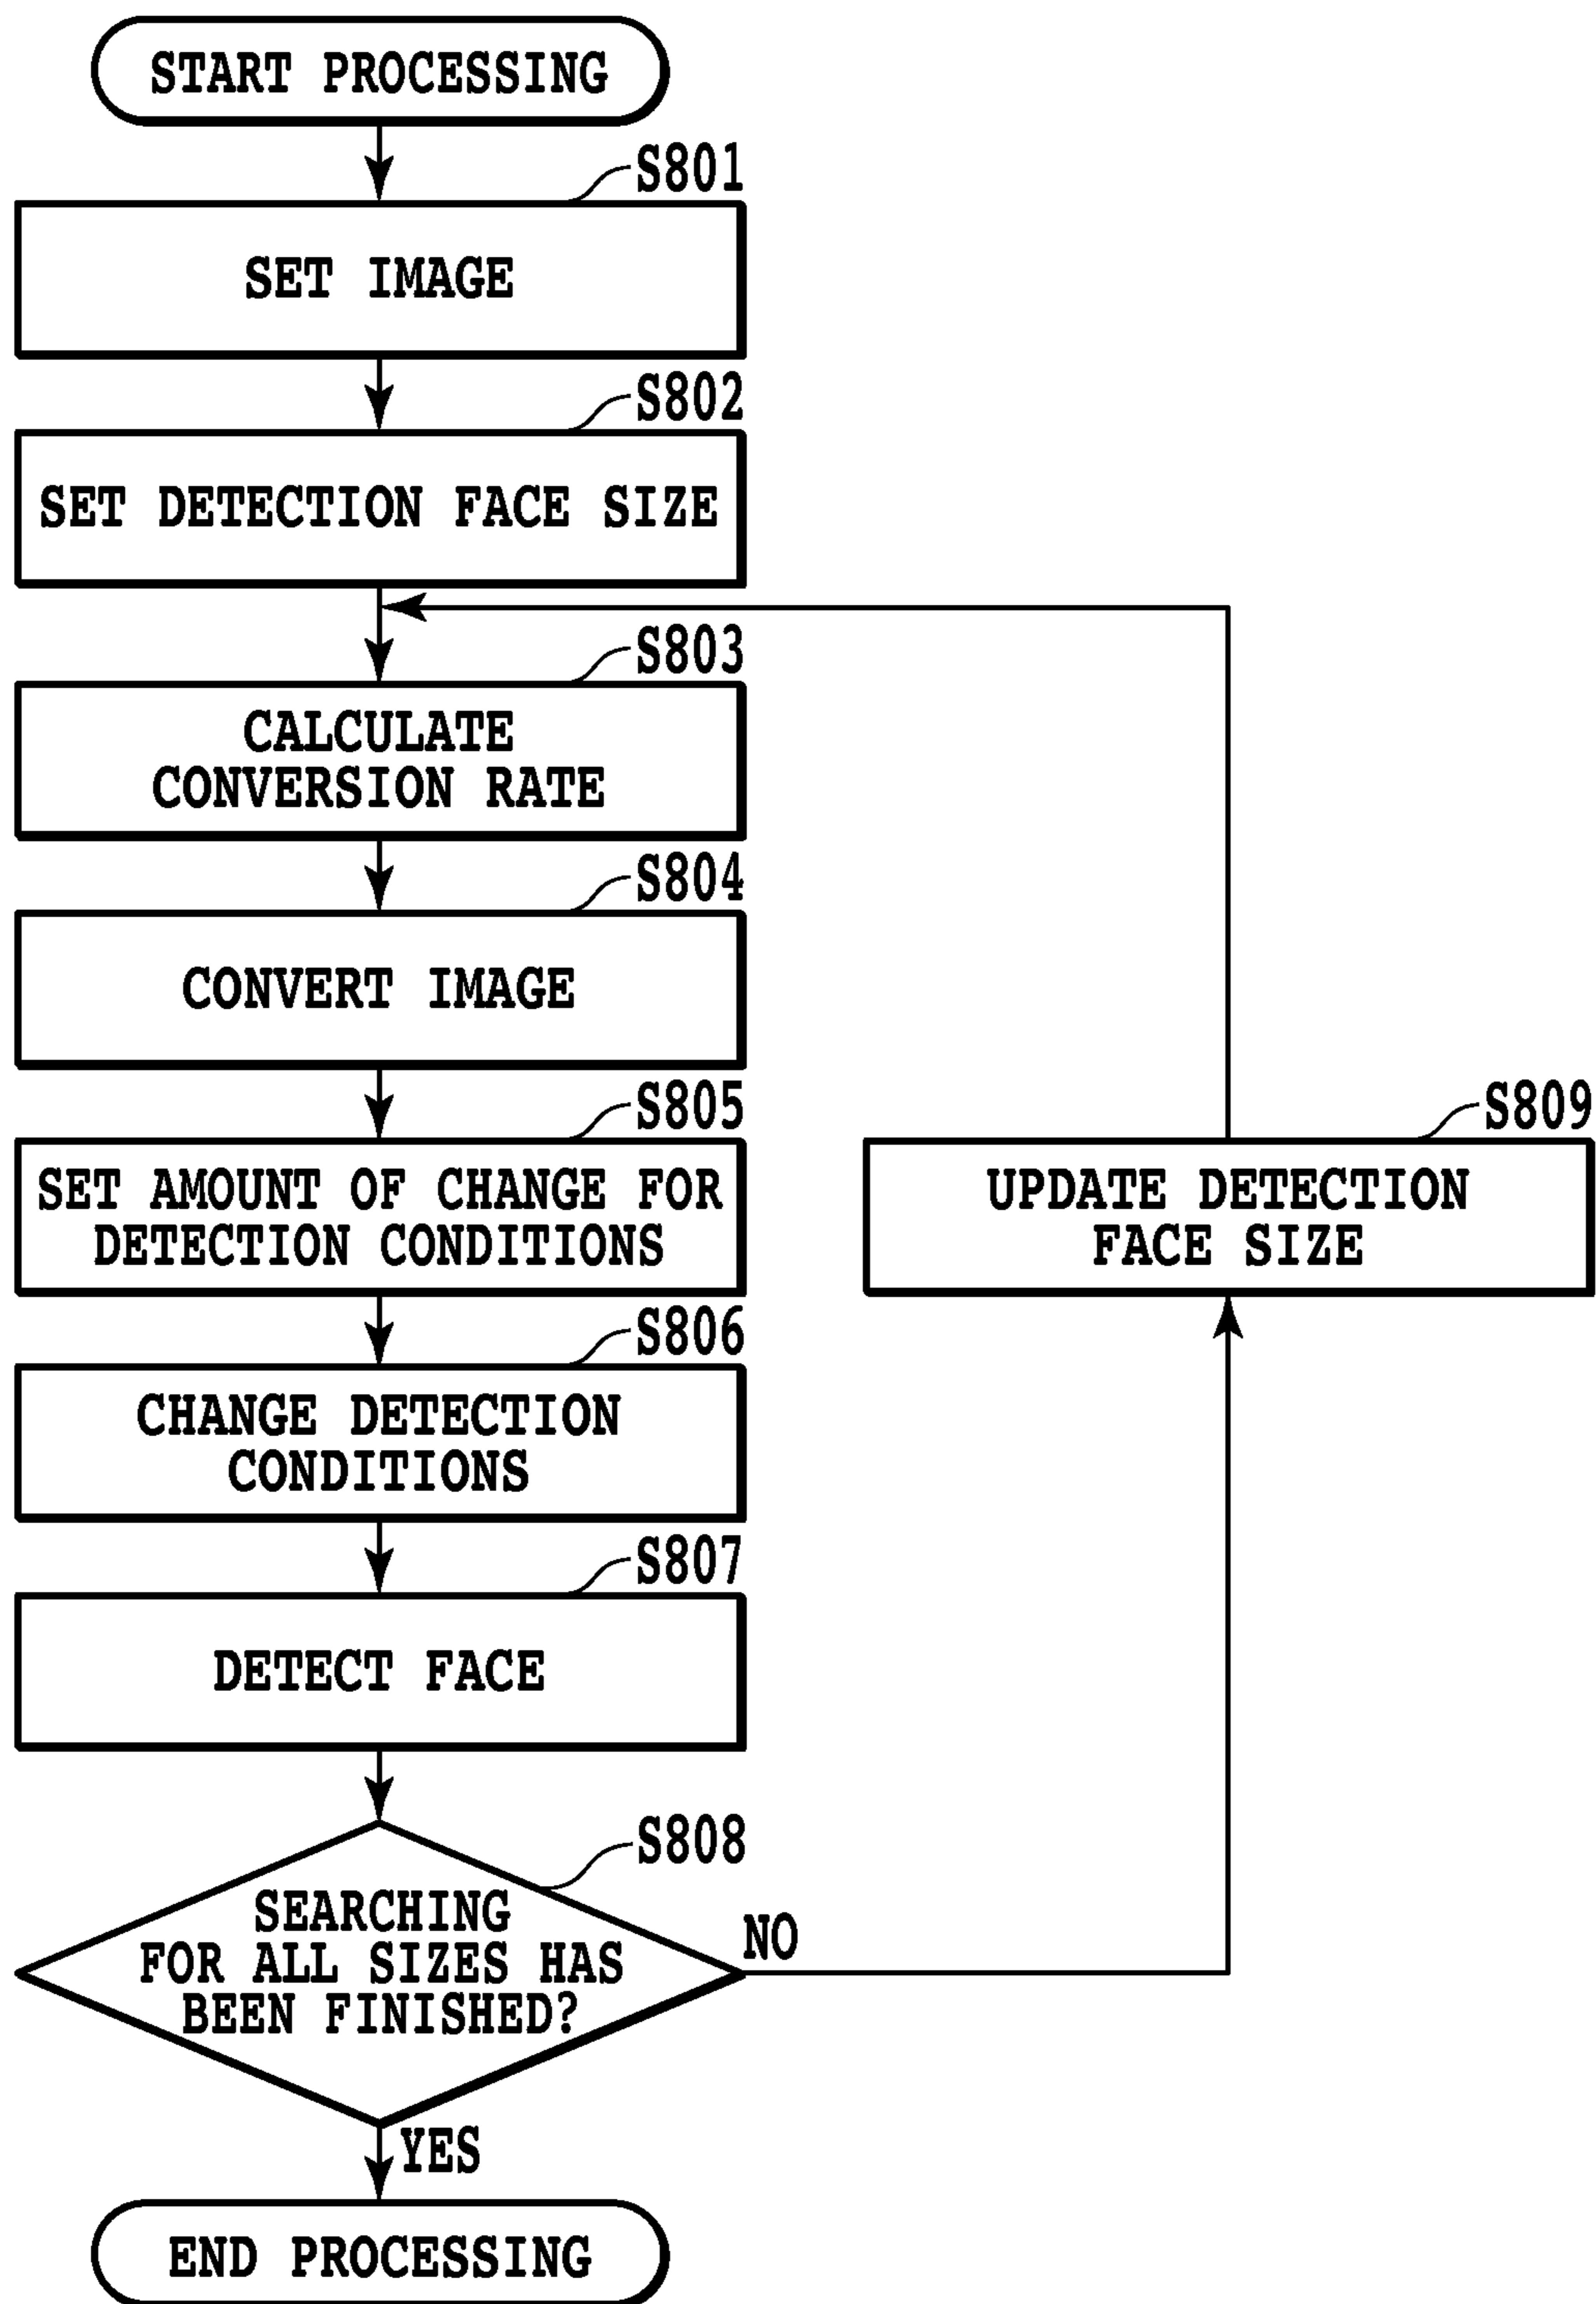 START PROCESSING
S801
SET IMAGE
S802
SET DETECTION FACE SIZE
S803
CALCULATE
CONVERSION RATE
S804
CONVERT IMAGE
S805
SET AMOUNT OF CHANGE FOR
DETECTION CONDITIONS
S809
UPDATE DETECTION
FACE SIZE
S806
CHANGE DETECTION
CONDITIONS
S807
DETECT FACE
S808
SEARCHING
FOR ALL SIZES HAS
BEEN FINISHED?
NO
YES
END PROCESSING